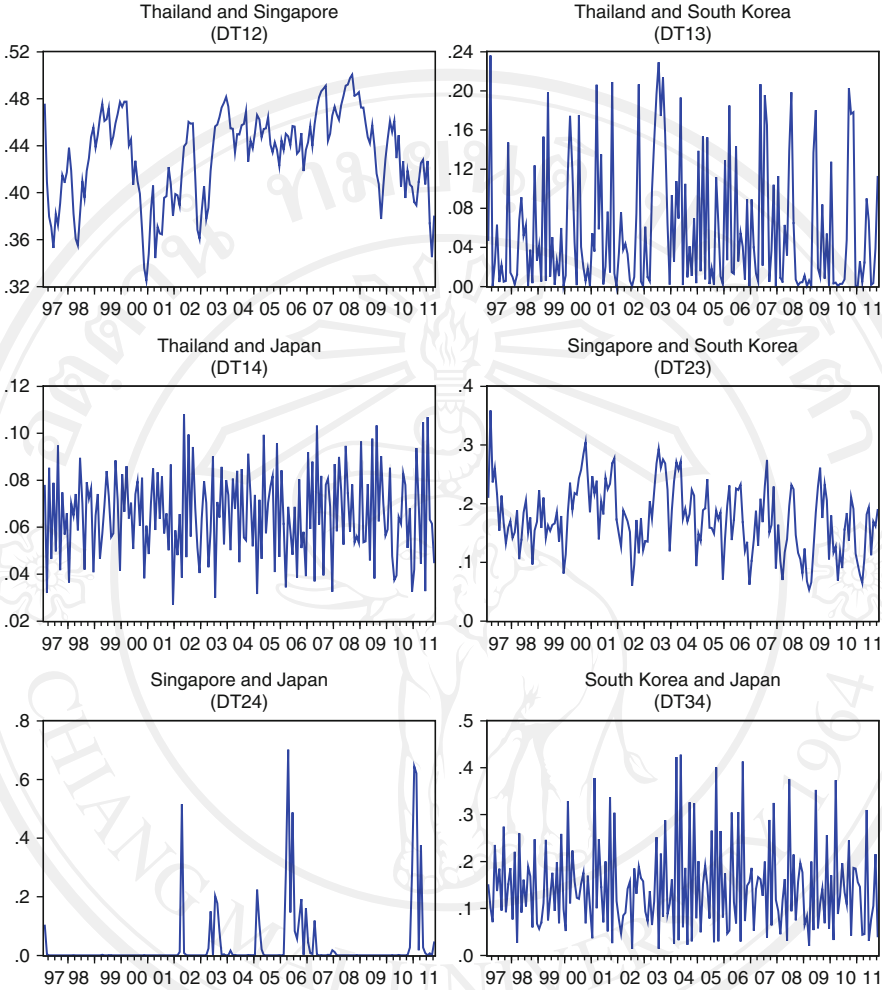 Thailand and Singapore
(DT12)
.52
.48
.44
.40
.36
.32
97 98 99 00 01 02 03 04 05 06 07 08 09 10 11
Thailand and South Korea
(DT13)
.24
.20
.16
.12
.08
.04
.00
97 98 99 00 01 02 03 04 05 06 07 08 09 10 11
Thailand and Japan
(DT14)
.12
.10
.08
.06
.04
.02
97 98 99 00 01 02 03 04 05 06 07 08 09 10 11
Singapore and South Korea
(DT23)
.4
.3
.2
.1
.0
97 98 99 00 01 02 03 04 05 06 07 08 09 10 11
Singapore and Japan
(DT24)
.8
.6
.4
.2
.0
97 98 99 00 01 02 03 04 05 06 07 08 09 10 11
South Korea and Japan
(DT34)
.5
.4
.3
.2
.1
.0
97 98 99 00 01 02 03 04 05 06 07 08 09 10 11
CHIANG UNIVERSITY 1964